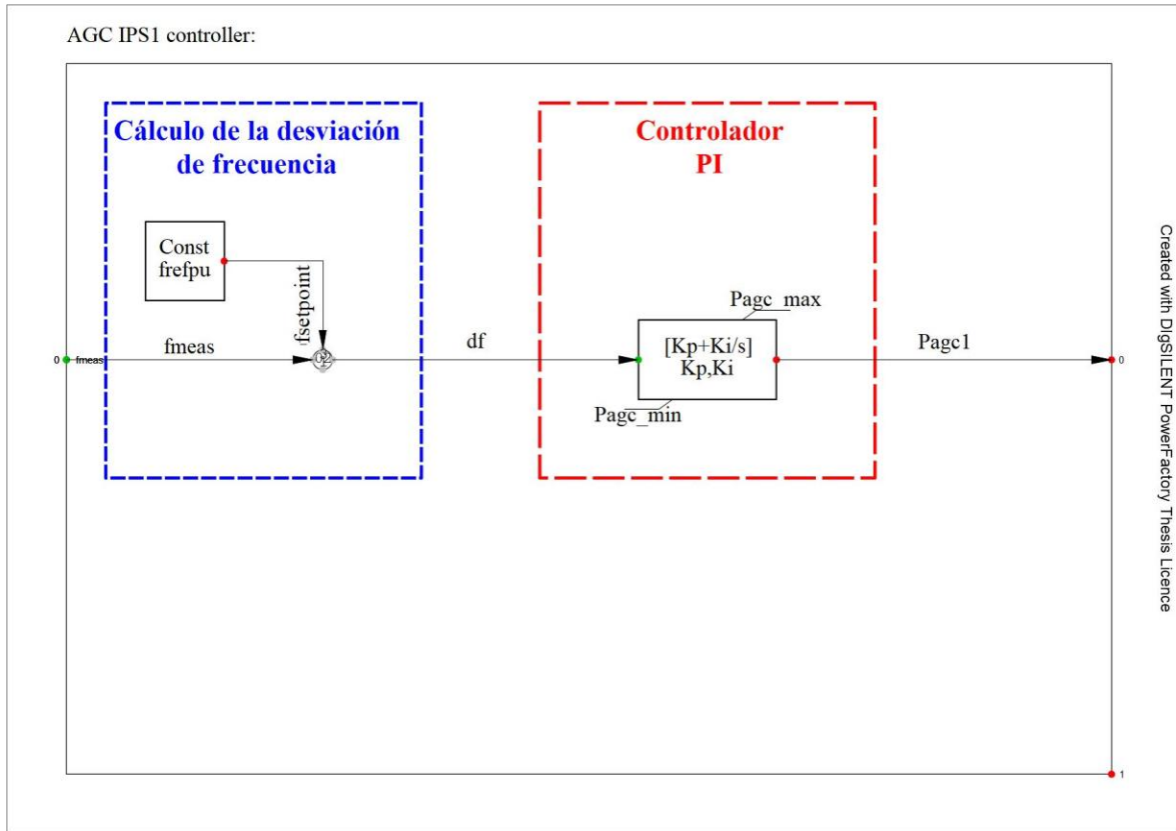 AGC IPS1 controller:
Cálculo de la desviación
de frecuencia
Controlador
PI
Const
frefpu
fsetpoint
Pagc_max
0
fmeas
fmeas
df
[Kp+Ki/s]
Kp,Ki
Pagc1
0
Pagc_min
1
Created with DIgSILENT PowerFactory Thesis Licence